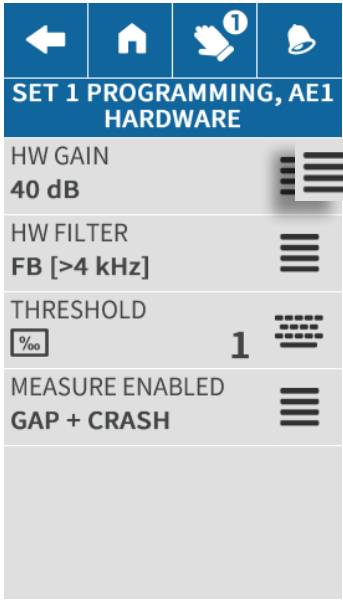 1
SET 1 PROGRAMMING, AE1
HARDWARE
HW GAIN
40 dB
HW FILTER
FB [>4 kHz]
THRESHOLD
‰ 1
MEASURE ENABLED
GAP + CRASH